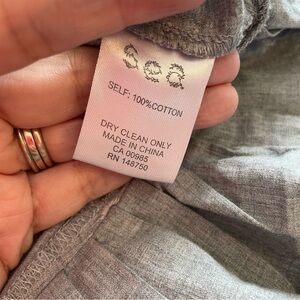 SELF: 100%COTTON
DRY CLEAN ONLY
MADE IN CHINA
CA 00985
RN 148750